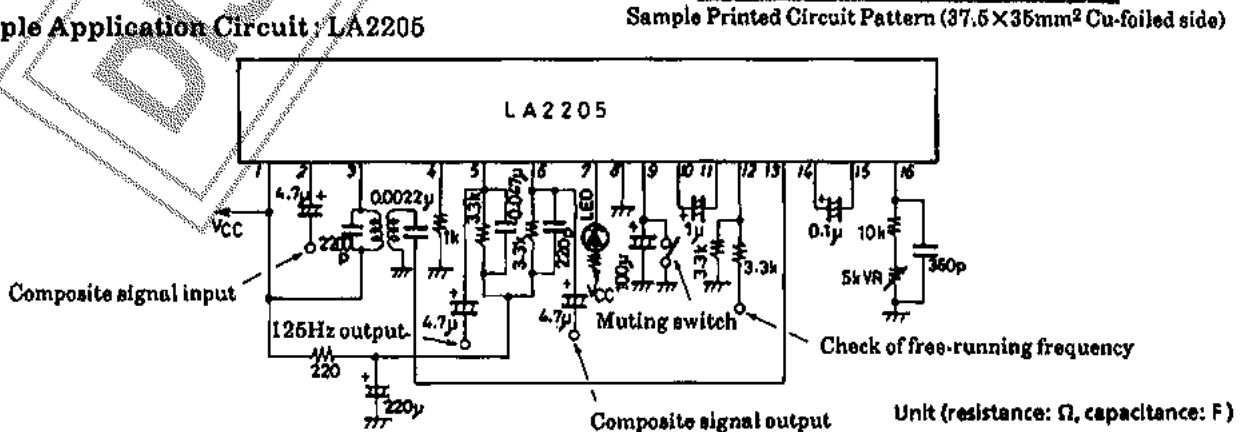 ple Application Circuit: LA2205
Sample Printed Circuit Pattern (37.5×35mm² Cu-foiled side)
LA2205
1 2 3 4 5 6 7 8 9 10 11 12 13 14 15 16
4.7μ
VCC
220p
0.0022μ
1k
3.3k
0.047μ
3.3k
220p
LED
VCC
100μ
1μ
3.3k
3.3k
0.1μ
10k
5kVR
360p
Composite signal input
125Hz output
4.7μ
4.7μ
Muting switch
Check of free-running frequency
220
220μ
Composite signal output
Unit (resistance: Ω, capacitance: F)